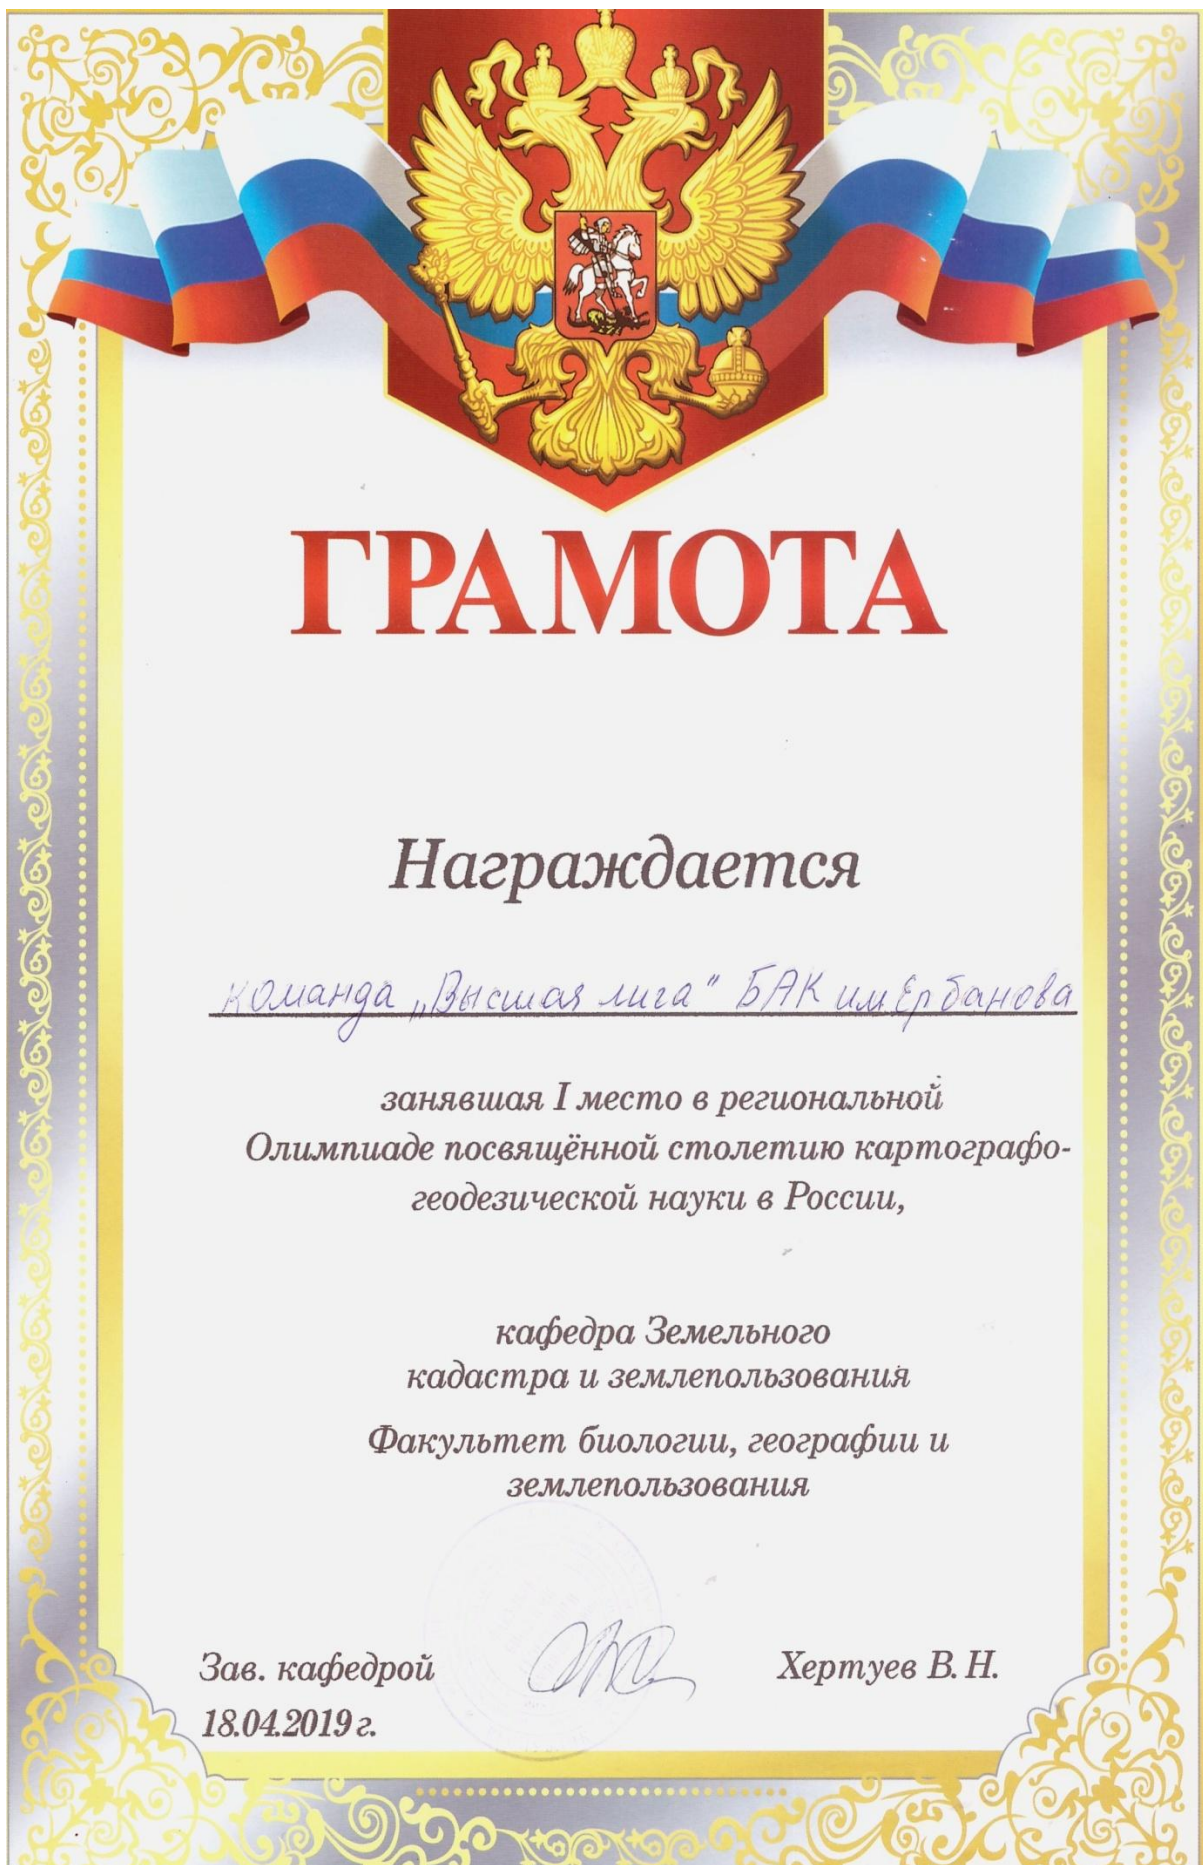 ГРАМОТА
Награждается
команда „Высшая лига“ БАК им Ербанова
занявшая I место в региональной
Олимпиаде посвящённой столетию картографо-
геодезической науки в России,
кафедра Земельного
кадастра и землепользования
Факультет биологии, географии и
землепользования
Зав. кафедрой Хертуев В. Н.
18.04.2019 г.